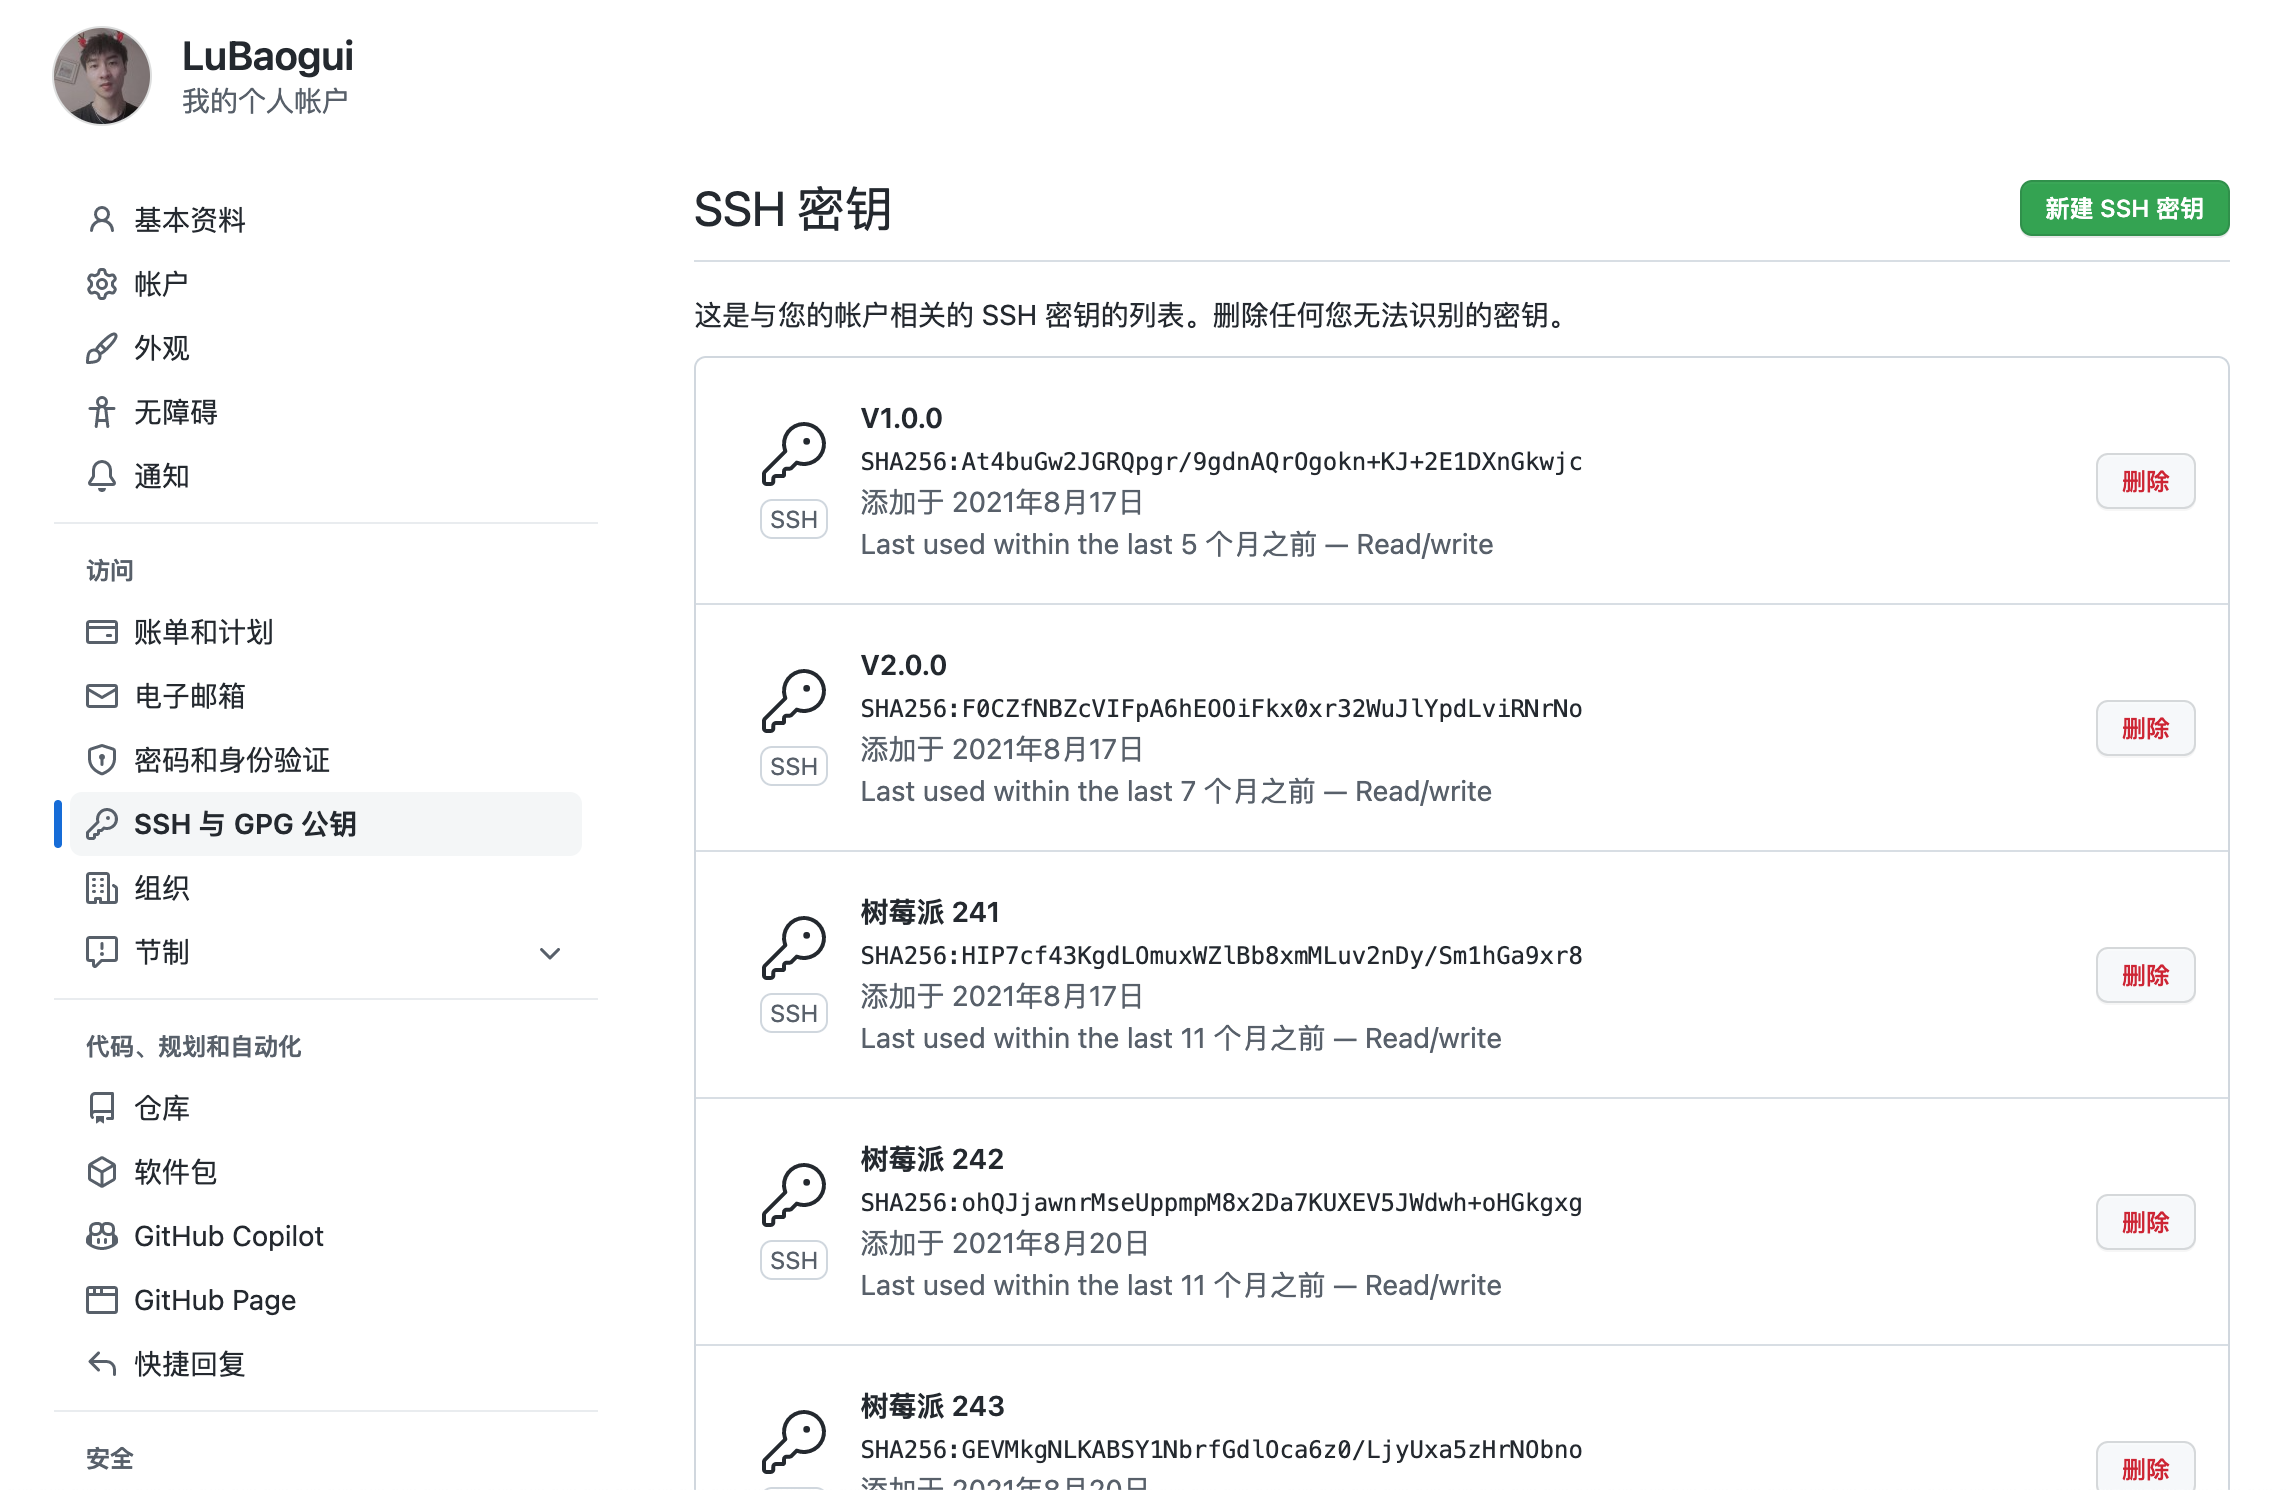 LuBaogui
我的个人帐户
基本资料
帐户
外观
无障碍
通知
访问
账单和计划
电子邮箱
密码和身份验证
SSH 与 GPG 公钥
组织
节制
代码、规划和自动化
仓库
软件包
GitHub Copilot
GitHub Page
快捷回复
安全
SSH 密钥
新建 SSH 密钥
这是与您的帐户相关的 SSH 密钥的列表。删除任何您无法识别的密钥。
V1.0.0
SHA256:At4buGw2JGRQpgr/9gdnAQrOgokn+KJ+2E1DXnGkwjc
添加于 2021年8月17日
Last used within the last 5 个月之前 — Read/write
SSH
删除
V2.0.0
SHA256:F0CZfNBZcVIFpA6hEOOiFkx0xr32WuJlYpdLviRNrNo
添加于 2021年8月17日
Last used within the last 7 个月之前 — Read/write
SSH
删除
树莓派 241
SHA256:HIP7cf43KgdLOmuxWZlBb8xmMLuv2nDy/Sm1hGa9xr8
添加于 2021年8月17日
Last used within the last 11 个月之前 — Read/write
SSH
删除
树莓派 242
SHA256:ohQJjawnrMseUppmpM8x2Da7KUXEV5JWdwh+oHGkgxg
添加于 2021年8月20日
Last used within the last 11 个月之前 — Read/write
SSH
删除
树莓派 243
SHA256:GEVMkgNLKABSY1NbrfGdlOca6z0/LjyUxa5zHrNObno
添加于 2021年8月20日
删除